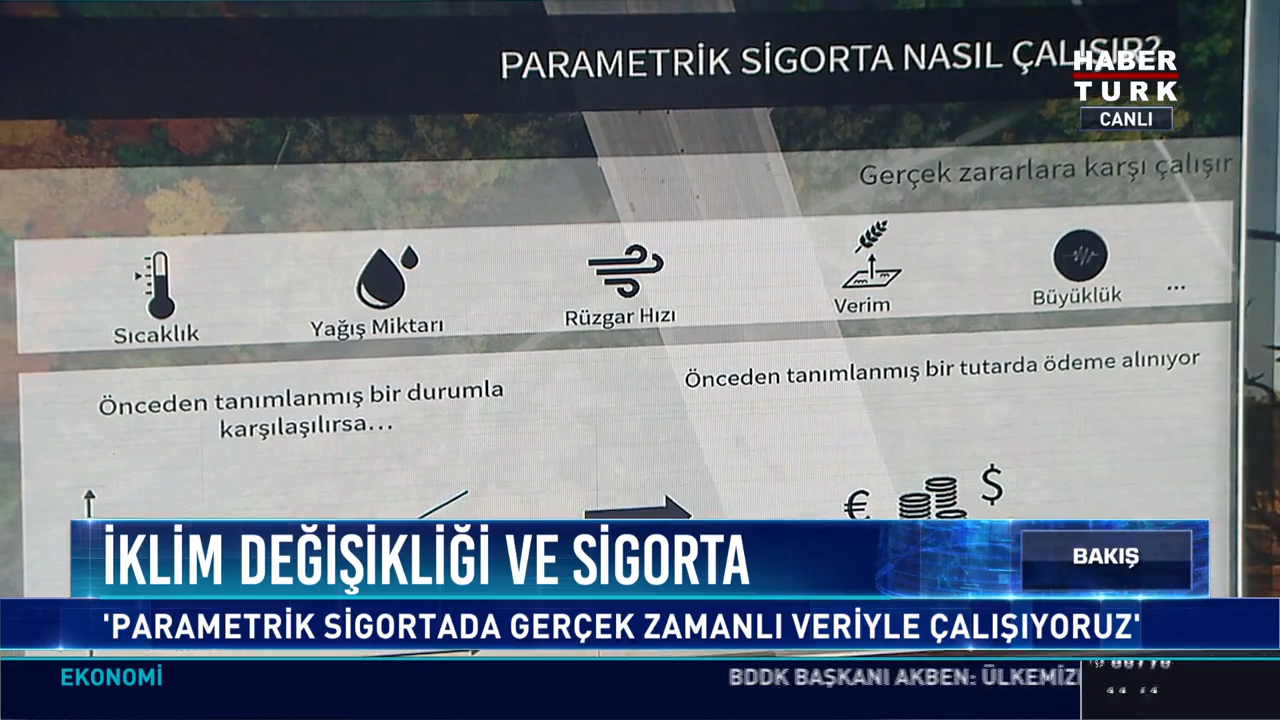 PARAMETRİK SİGORTA NASIL ÇALIŞIR?
HABER
TURK
CANLI
Gerçek zararlara karşı çalışır
Sıcaklık
Yağış Miktarı
Rüzgar Hızı
Verim
Büyüklük
...
Önceden tanımlanmış bir durumla
karşılaşılırsa...
Önceden tanımlanmış bir tutarda ödeme alınıyor
€
$
İKLİM DEĞİŞİKLİĞİ VE SİGORTA
BAKIŞ
'PARAMETRİK SİGORTADA GERÇEK ZAMANLI VERİYLE ÇALIŞIYORUZ'
EKONOMİ
BDDK BAŞKANI AKBEN: ÜLKEMİZ